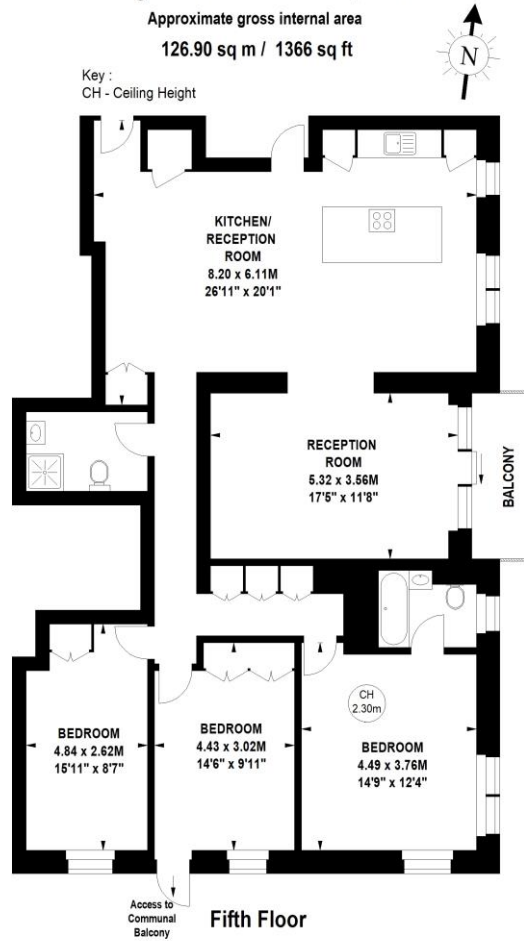 Approximate gross internal area
126.90 sq m / 1366 sq ft
N
Key :
CH - Ceiling Height
KITCHEN/
RECEPTION
ROOM
8.20 x 6.11M
26'11" x 20'1"
RECEPTION
ROOM
5.32 x 3.56M
17'5" x 11'8"
BALCONY
CH
2.30m
BEDROOM
4.84 x 2.62M
15'11" x 8'7"
BEDROOM
4.43 x 3.02M
14'6" x 9'11"
BEDROOM
4.49 x 3.76M
14'9" x 12'4"
Access to
Communal
Balcony
Fifth Floor